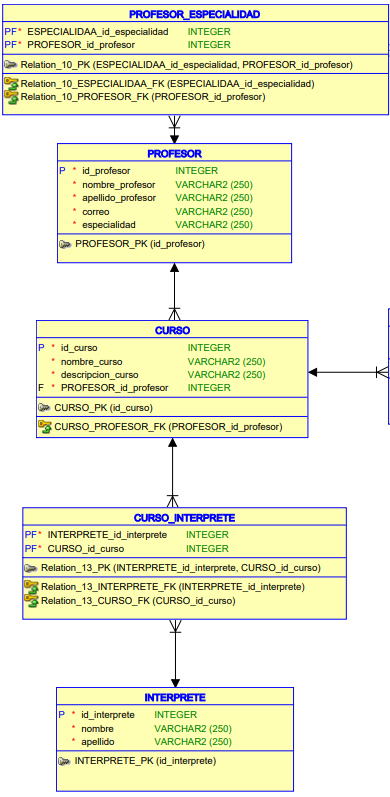 PROFESOR_ESPECIALIDAD
PF* ESPECIALIDAA_id_especialidad INTEGER
PF* PROFESOR_id_profesor INTEGER
Relation_10_PK (ESPECIALIDAA_id_especialidad, PROFESOR_id_profesor)
Relation_10_ESPECIALIDAA_FK (ESPECIALIDAA_id_especialidad)
Relation_10_PROFESOR_FK (PROFESOR_id_profesor)
PROFESOR
P * id_profesor INTEGER
* nombre_profesor VARCHAR2 (250)
* apellido_profesor VARCHAR2 (250)
* correo VARCHAR2 (250)
* especialidad VARCHAR2 (250)
PROFESOR_PK (id_profesor)
CURSO
P * id_curso INTEGER
* nombre_curso VARCHAR2 (250)
* descripcion_curso VARCHAR2 (250)
F * PROFESOR_id_profesor INTEGER
CURSO_PK (id_curso)
CURSO_PROFESOR_FK (PROFESOR_id_profesor)
CURSO_INTERPRETE
PF* INTERPRETE_id_interprete INTEGER
PF* CURSO_id_curso INTEGER
Relation_13_PK (INTERPRETE_id_interprete, CURSO_id_curso)
Relation_13_INTERPRETE_FK (INTERPRETE_id_interprete)
Relation_13_CURSO_FK (CURSO_id_curso)
INTERPRETE
P * id_interprete INTEGER
* nombre VARCHAR2 (250)
* apellido VARCHAR2 (250)
INTERPRETE_PK (id_interprete)